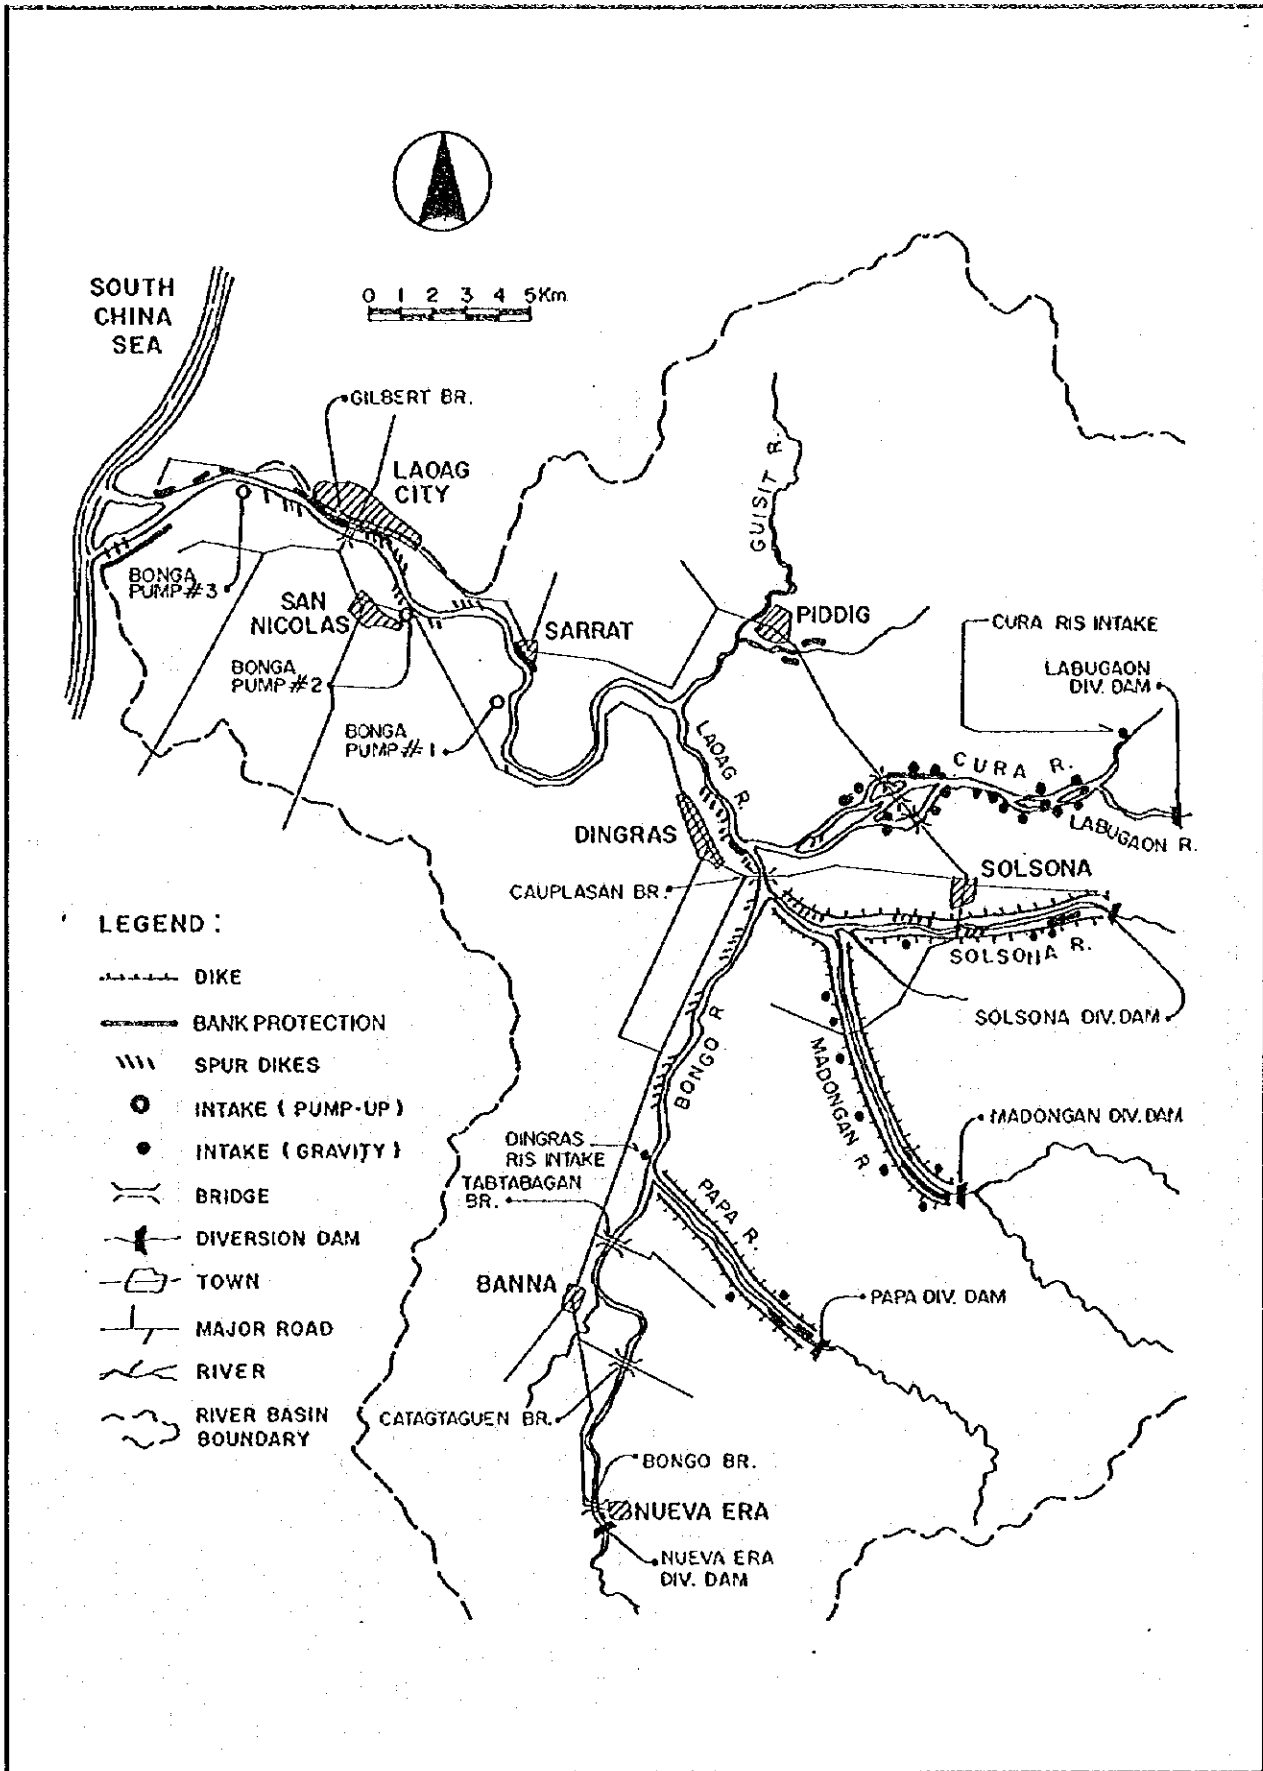 SOUTH
CHINA
SEA
0 1 2 3 4 5Km
GILBERT BR.
LAOAG
CITY
GUISIT R.
BONGA
PUMP#3
SAN
NICOLAS
SARRAT
PIDDIG
CURA RIS INTAKE
LABUGAON
DIV. DAM
BONGA
PUMP#2
BONGA
PUMP#1
LAOAG R.
CURA R.
LABUGAON R.
DINGRAS
SOLSONA
CAUPLASAN BR.
SOLSONA R.
SOLSONA DIV. DAM
BONGO R
MADONGAN R.
MADONGAN DIV. DAM
DINGRAS
RIS INTAKE
TABTABAGAN
BR.
PAPA R.
BANNA
PAPA DIV. DAM
CATAGTAGUEN BR.
BONGO BR.
NUEVA ERA
NUEVA ERA
DIV. DAM
LEGEND :
DIKE
BANK PROTECTION
SPUR DIKES
INTAKE ( PUMP-UP )
INTAKE ( GRAVITY )
BRIDGE
DIVERSION DAM
TOWN
MAJOR ROAD
RIVER
RIVER BASIN
BOUNDARY